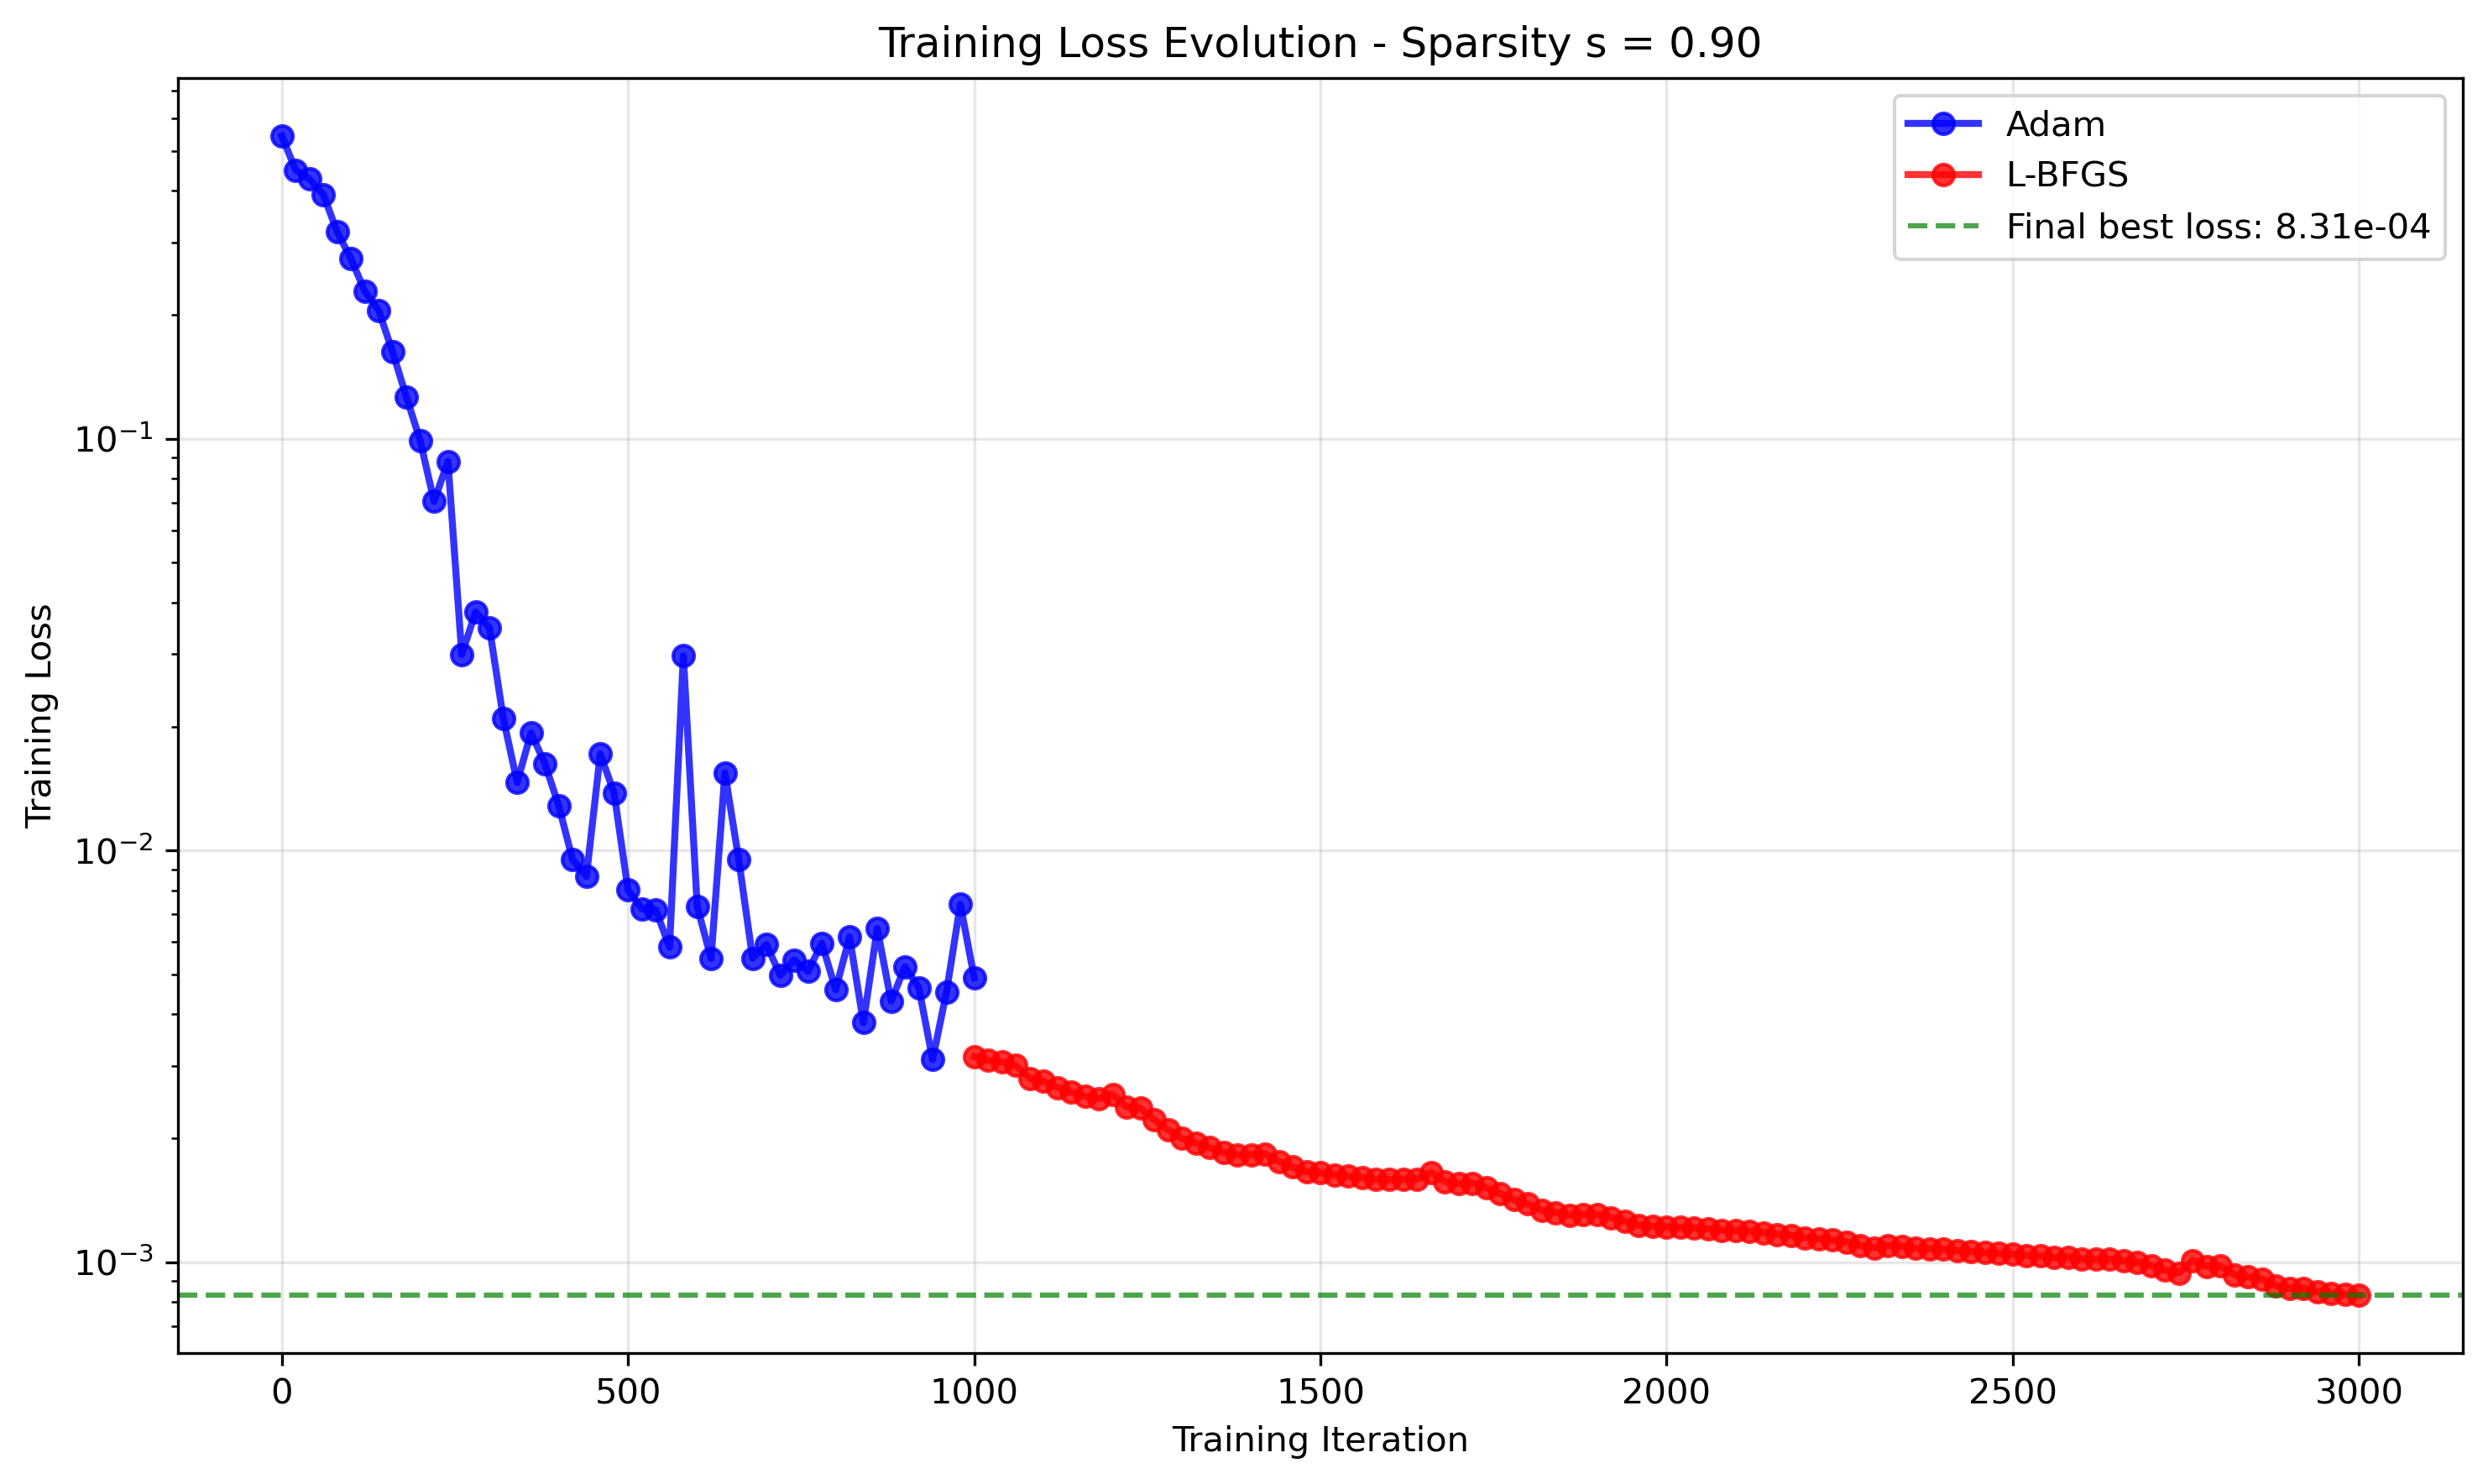 Training Loss Evolution - Sparsity s = 0.90
Adam
L-BFGS
Final best loss: 8.31e-04
Training Loss
10⁻¹
10⁻²
10⁻³
0 500 1000 1500 2000 2500 3000
Training Iteration